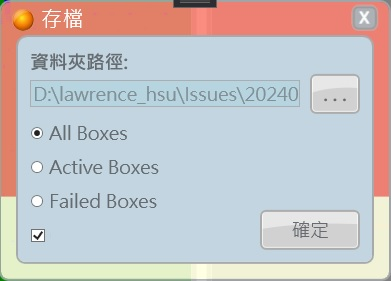 存檔
資料夾路徑:
D:\lawrence_hsu\Issues\20240
...
All Boxes
Active Boxes
Failed Boxes
確定